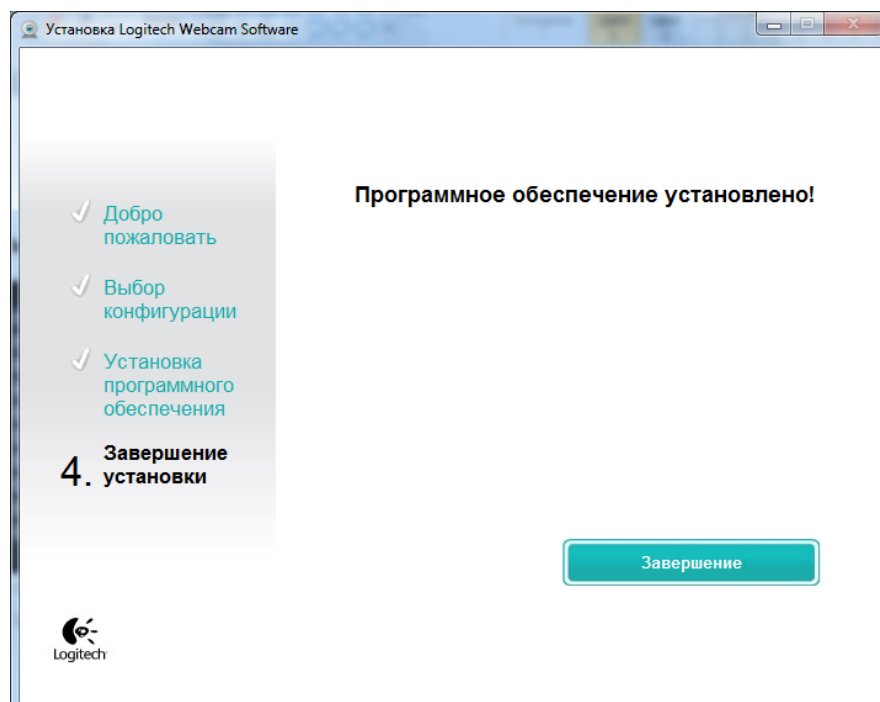 Установка Logitech Webcam Software
Программное обеспечение установлено!
Добро
пожаловать
Выбор
конфигурации
Установка
программного
обеспечения
4. Завершение
установки
Завершение
Logitech